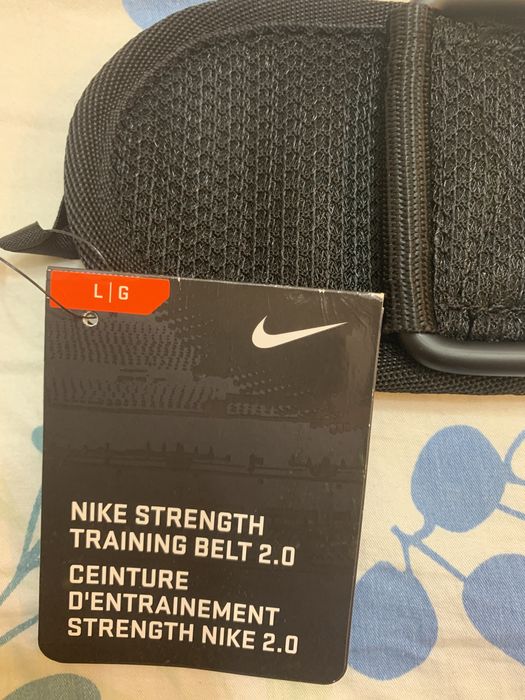 L|G
NIKE STRENGTH
TRAINING BELT 2.0
CEINTURE
D'ENTRAINEMENT
STRENGTH NIKE 2.0